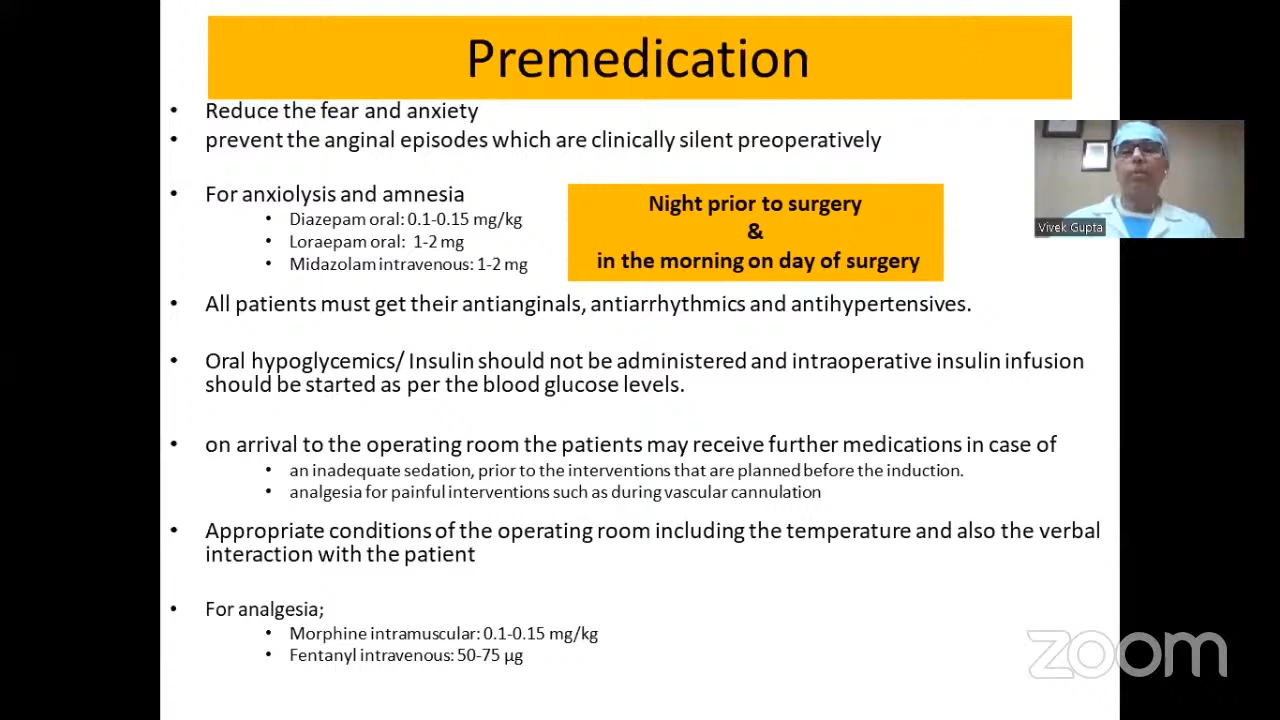 Premedication
• Reduce the fear and anxiety
• prevent the anginal episodes which are clinically silent preoperatively
• For anxiolysis and amnesia
• Diazepam oral: 0.1-0.15 mg/kg
• Loraepam oral: 1-2 mg
• Midazolam intravenous: 1-2 mg
Night prior to surgery
&
in the morning on day of surgery
Vivek Gupta
• All patients must get their antianginals, antiarrhythmics and antihypertensives.
• Oral hypoglycemics/ Insulin should not be administered and intraoperative insulin infusion
should be started as per the blood glucose levels.
• on arrival to the operating room the patients may receive further medications in case of
• an inadequate sedation, prior to the interventions that are planned before the induction.
• analgesia for painful interventions such as during vascular cannulation
• Appropriate conditions of the operating room including the temperature and also the verbal
interaction with the patient
• For analgesia;
• Morphine intramuscular: 0.1-0.15 mg/kg
• Fentanyl intravenous: 50-75 µg
zoom